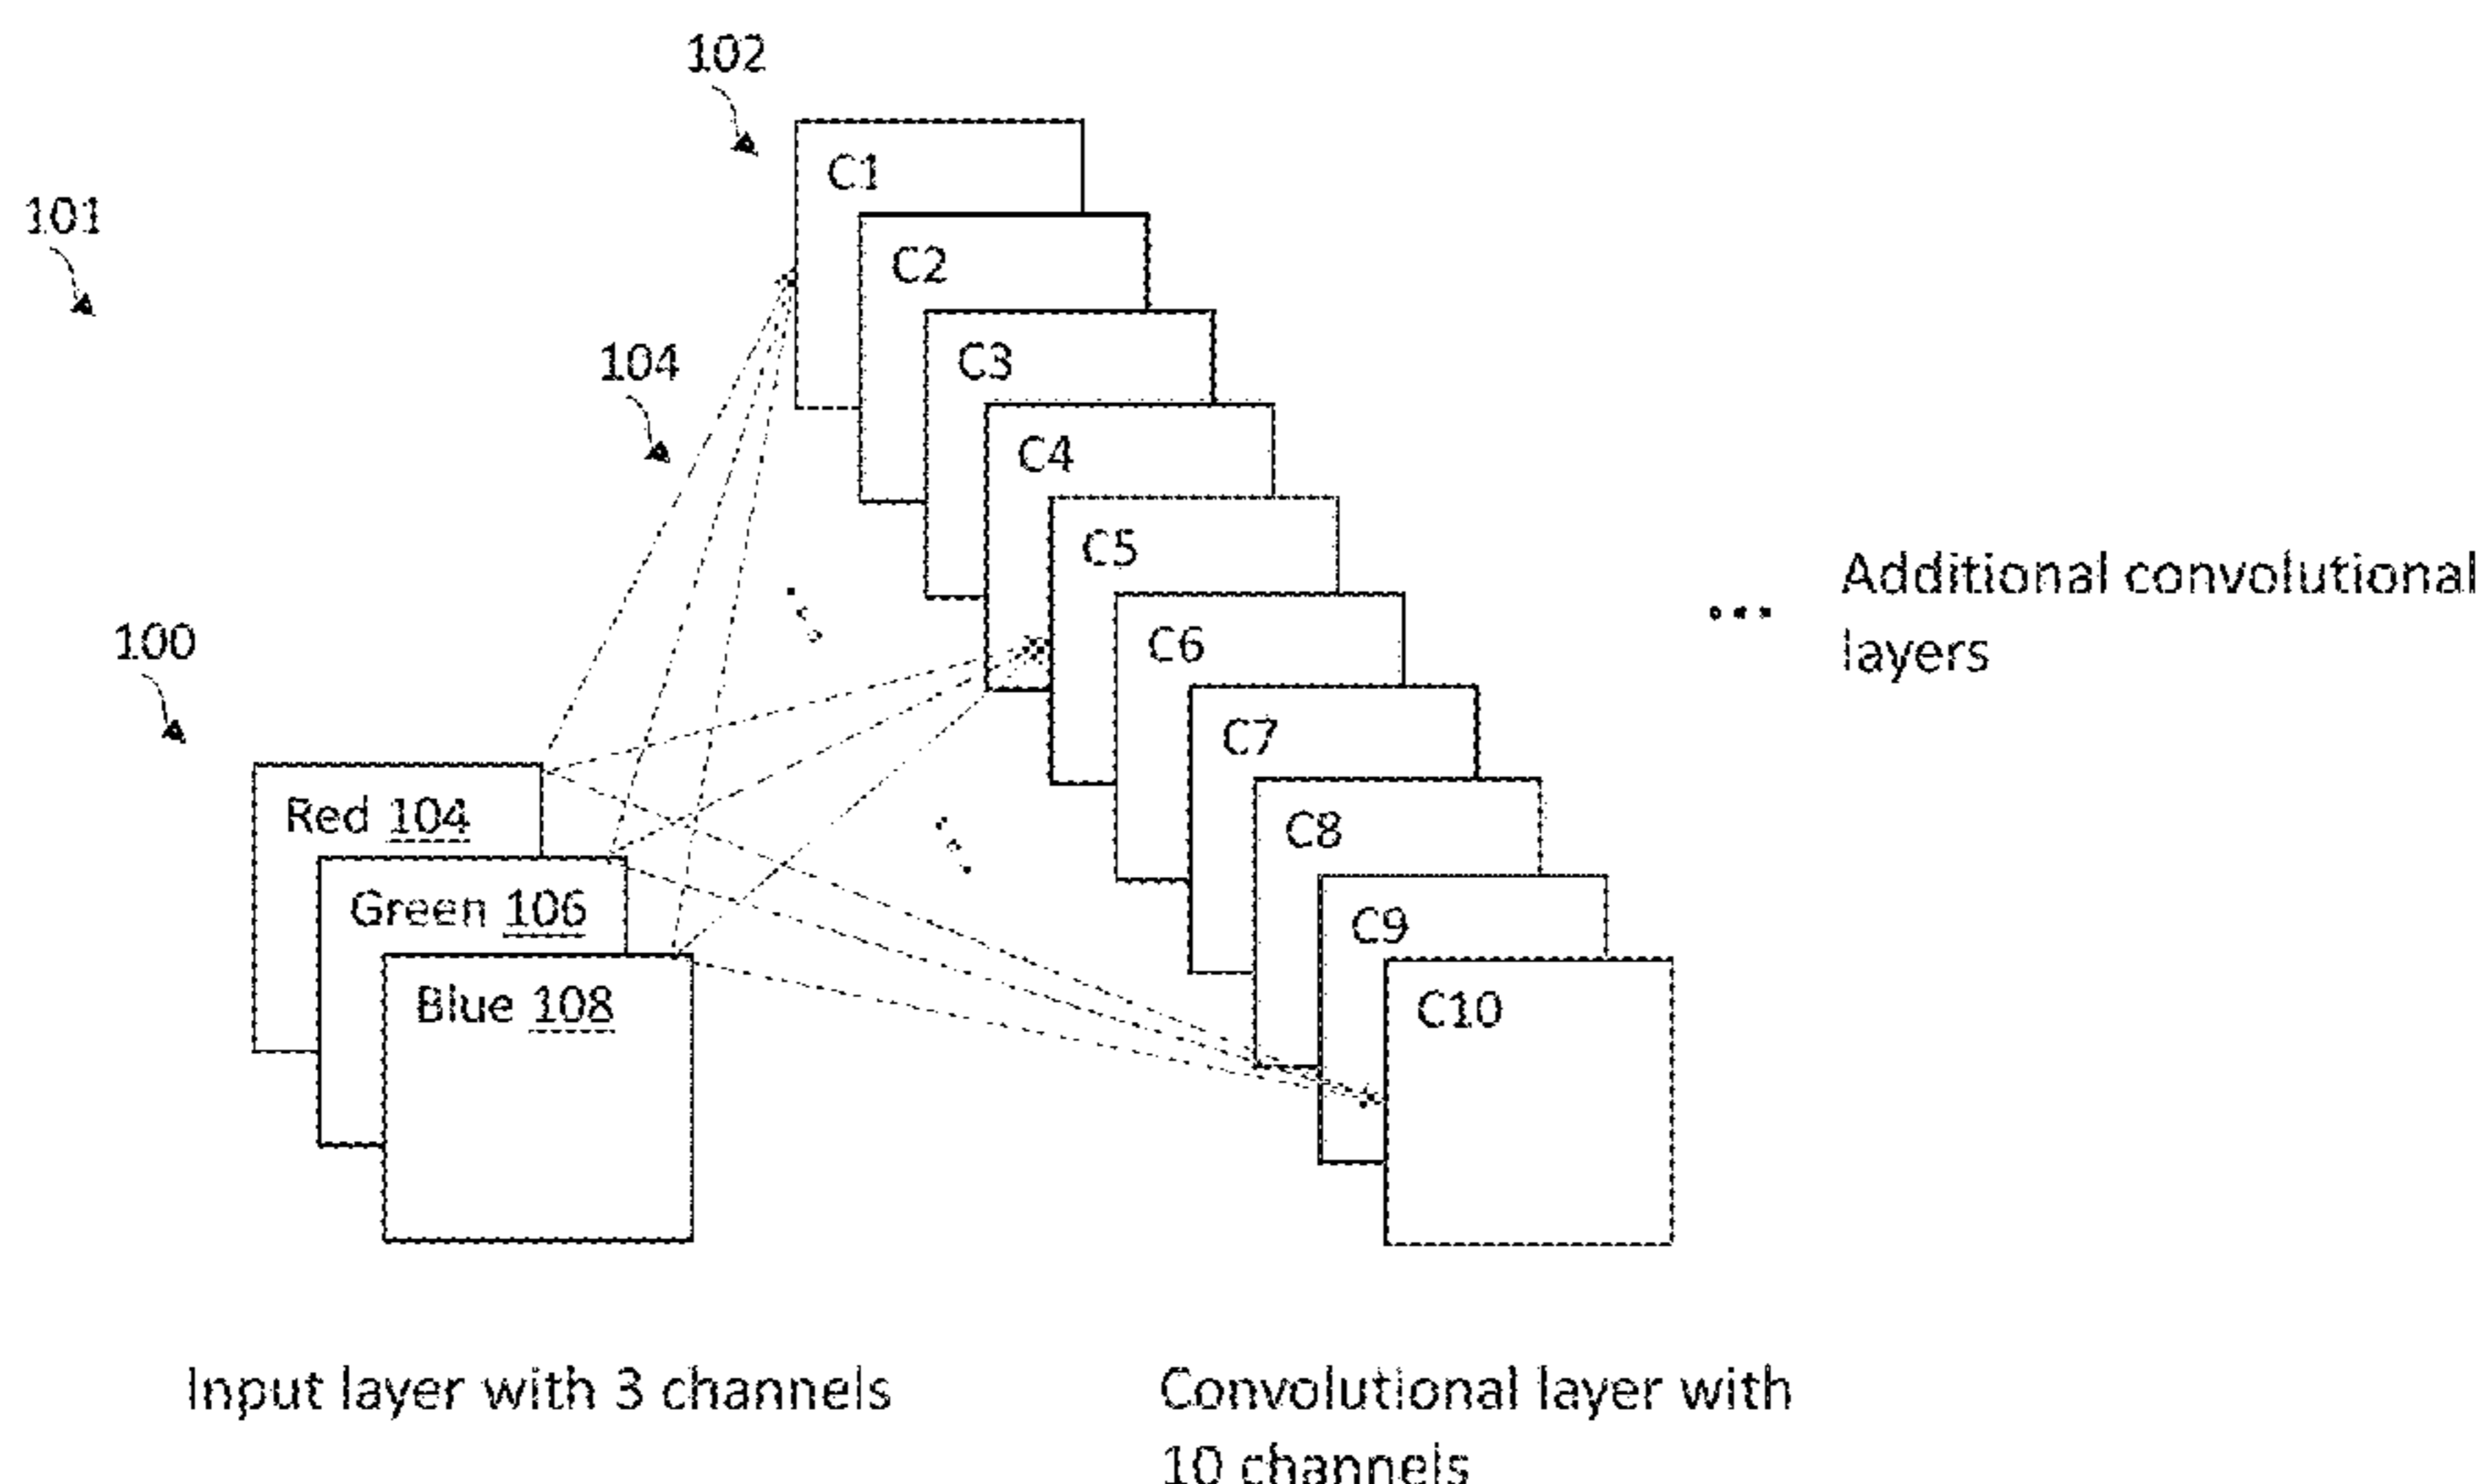 102
C1
101
C2
104
C3
C4
C5
Additional convolutional
layers
100
C6
C7
Red 104
C8
Green 106
C9
Blue 108
C10
Input layer with 3 channels
Convolutional layer with
10 channels